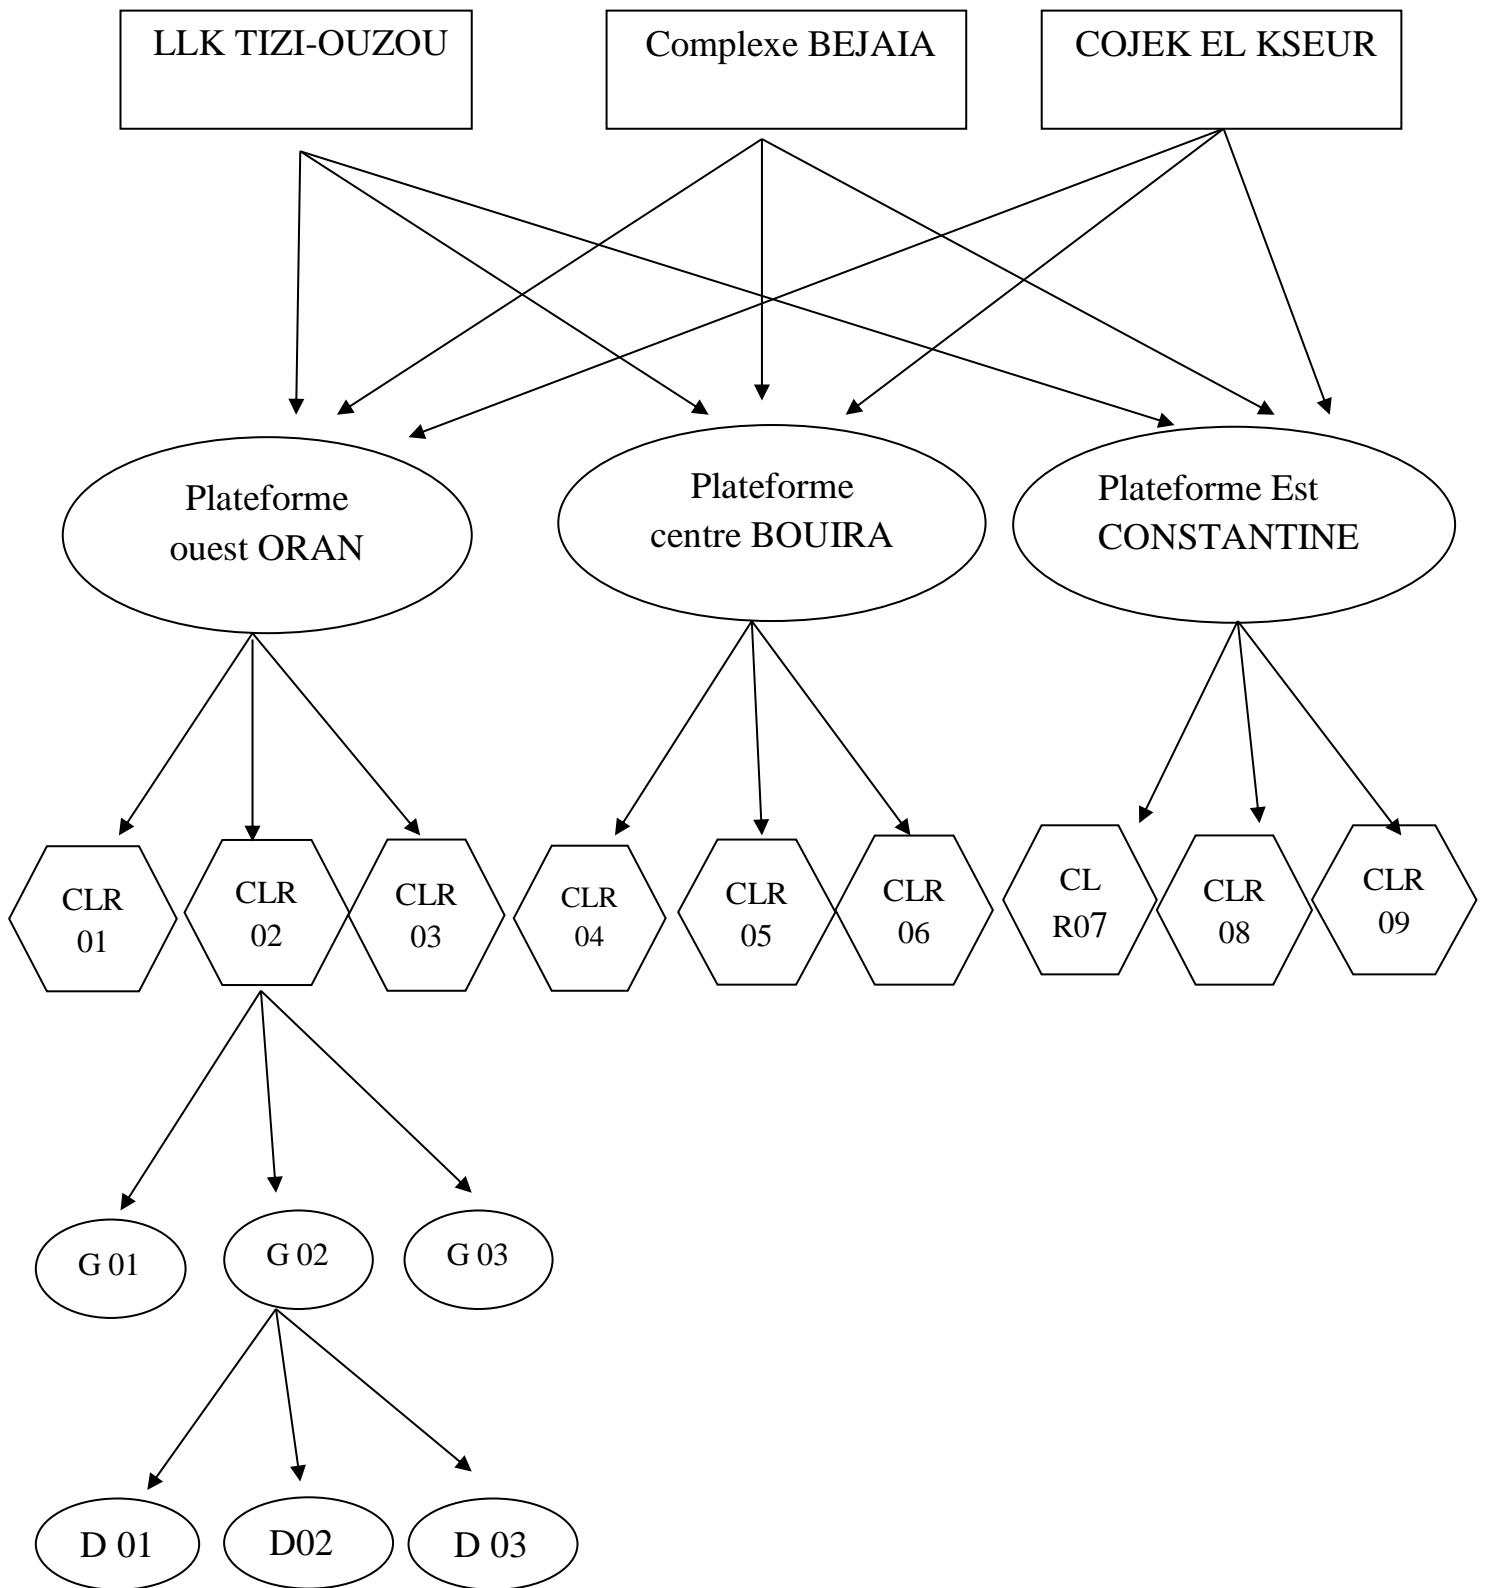 LLK TIZI-OUZOU
Complexe BEJAIA
COJEK EL KSEUR
Plateforme
ouest ORAN
Plateforme
centre BOUIRA
Plateforme Est
CONSTANTINE
CLR
01
CLR
02
CLR
03
CLR
04
CLR
05
CLR
06
CL
R07
CLR
08
CLR
09
G 01
G 02
G 03
D 01
D02
D 03